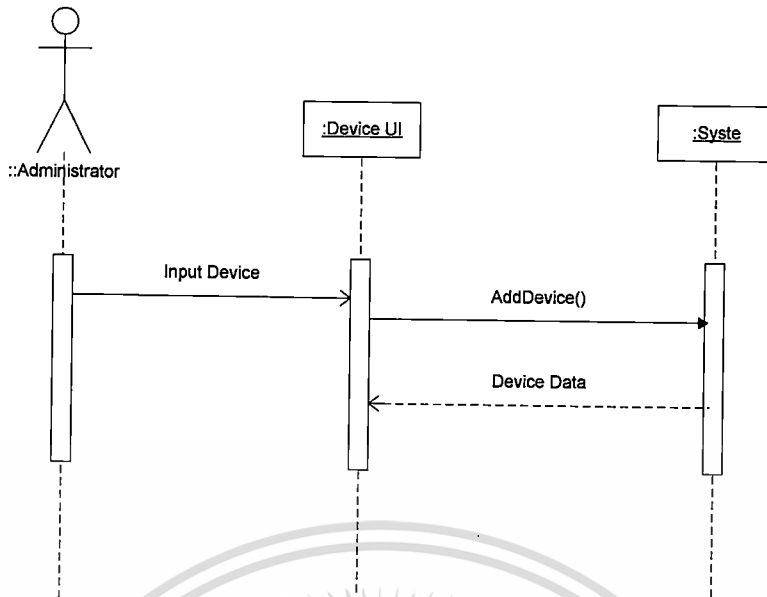 :Device UI
:Syste
::Administrator
Input Device
AddDevice()
Device Data